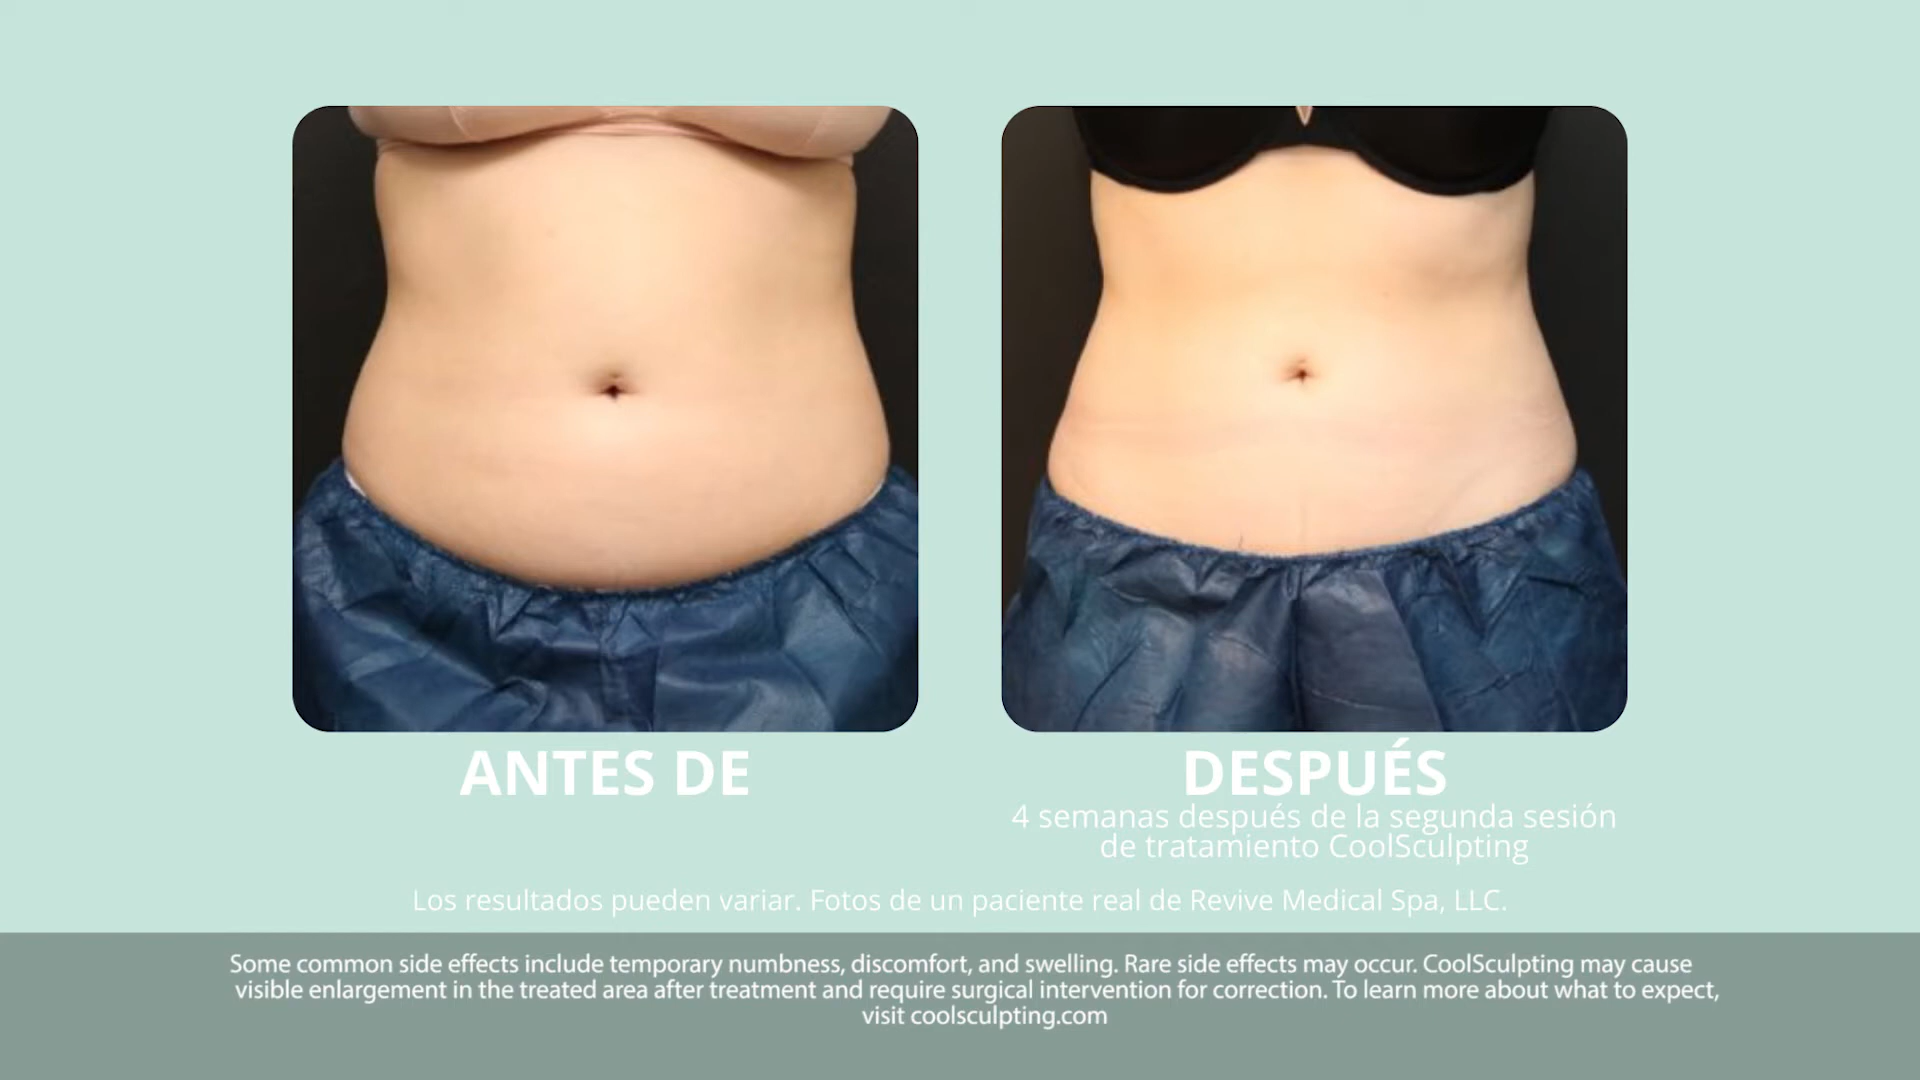 ANTES DE
DESPUÉS
4 semanas después de la segunda sesión
de tratamiento CoolSculpting
Los resultados pueden variar. Fotos de un paciente real de Revive Medical Spa, LLC.
Some common side effects include temporary numbness, discomfort, and swelling. Rare side effects may occur. CoolSculpting may cause
visible enlargement in the treated area after treatment and require surgical intervention for correction. To learn more about what to expect,
visit coolsculpting.com